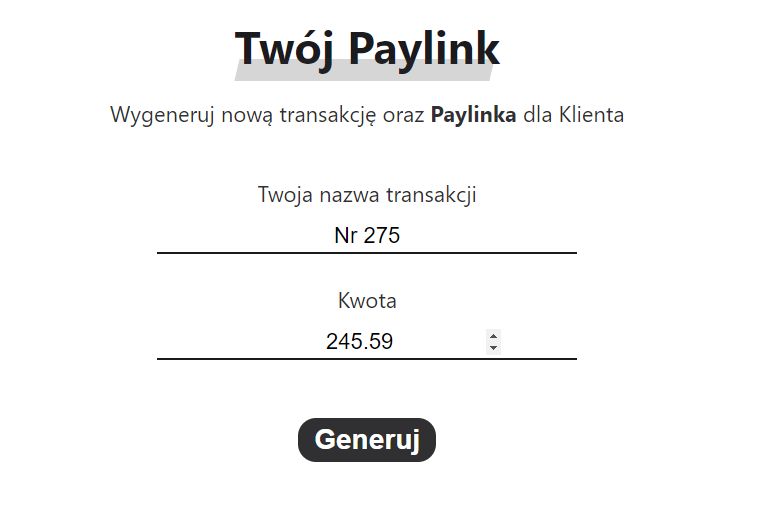 Twój Paylink
Wygeneruj nową transakcję oraz Paylinka dla Klienta
Twoja nazwa transakcji
Nr 275
Kwota
245.59
Generuj